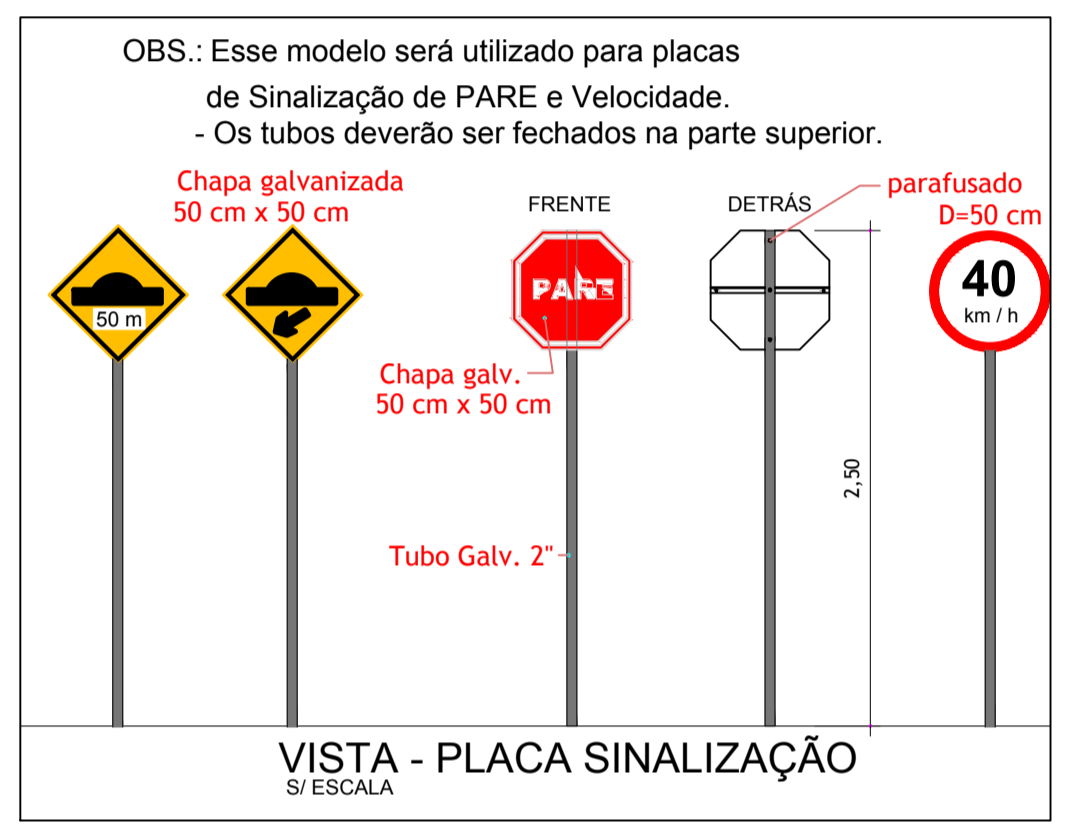 OBS.: Esse modelo será utilizado para placas
de Sinalização de PARE e Velocidade.
- Os tubos deverão ser fechados na parte superior.
Chapa galvanizada
50 cm x 50 cm
FRENTE
DETRÁS
parafusado
D=50 cm
50 m
PARE
40
km / h
Chapa galv.
50 cm x 50 cm
2,50
Tubo Galv. 2"
VISTA - PLACA SINALIZAÇÃO
S/ ESCALA